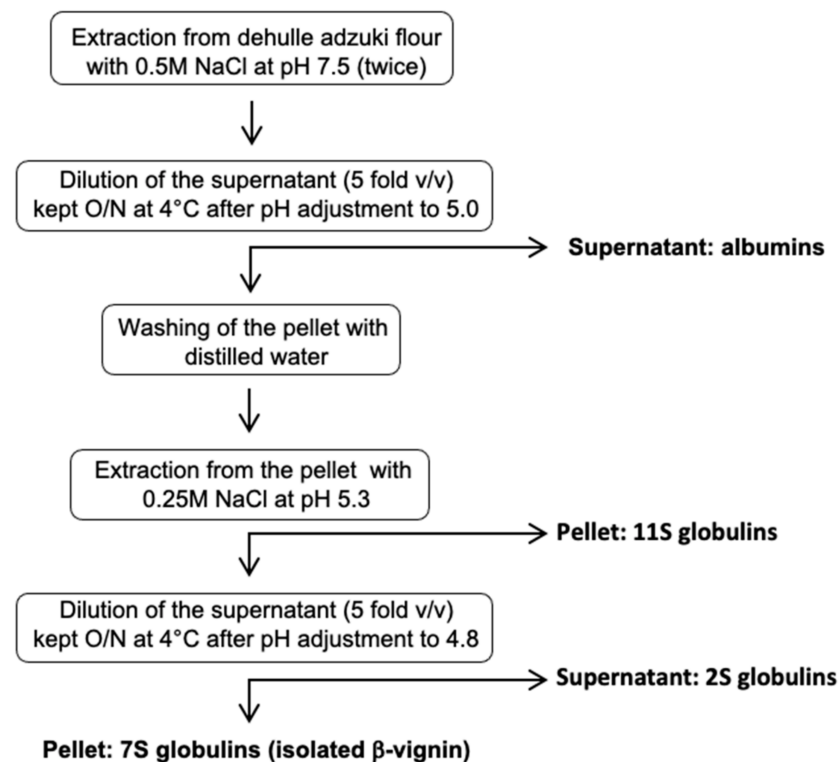 Extraction from dehulle adzuki flour
with 0.5M NaCl at pH 7.5 (twice)
Dilution of the supernatant (5 fold v/v)
kept O/N at 4°C after pH adjustment to 5.0
Supernatant: albumins
Washing of the pellet with
distilled water
Extraction from the pellet with
0.25M NaCl at pH 5.3
Pellet: 11S globulins
Dilution of the supernatant (5 fold v/v)
kept O/N at 4°C after pH adjustment to 4.8
Supernatant: 2S globulins
Pellet: 7S globulins (isolated β-vignin)